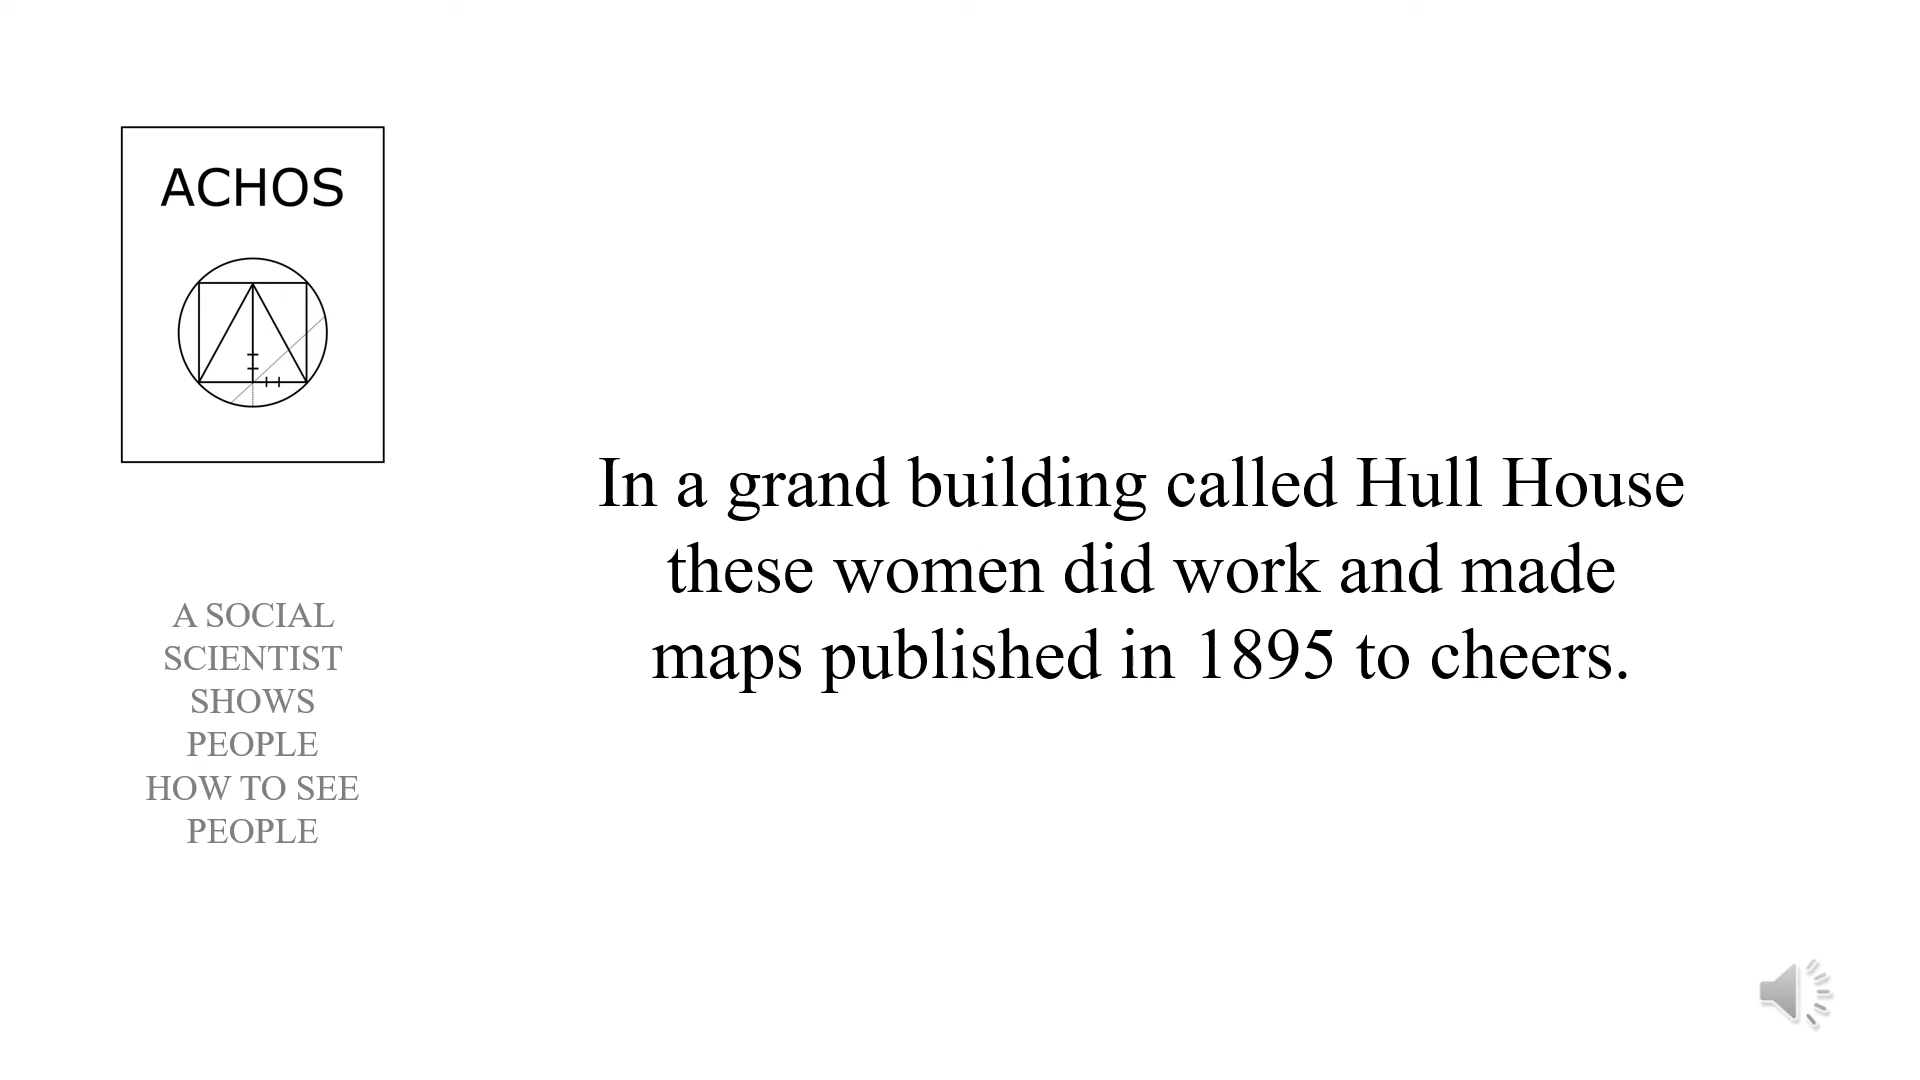 ACHOS
A SOCIAL
SCIENTIST
SHOWS
PEOPLE
HOW TO SEE
PEOPLE
In a grand building called Hull House
these women did work and made
maps published in 1895 to cheers.